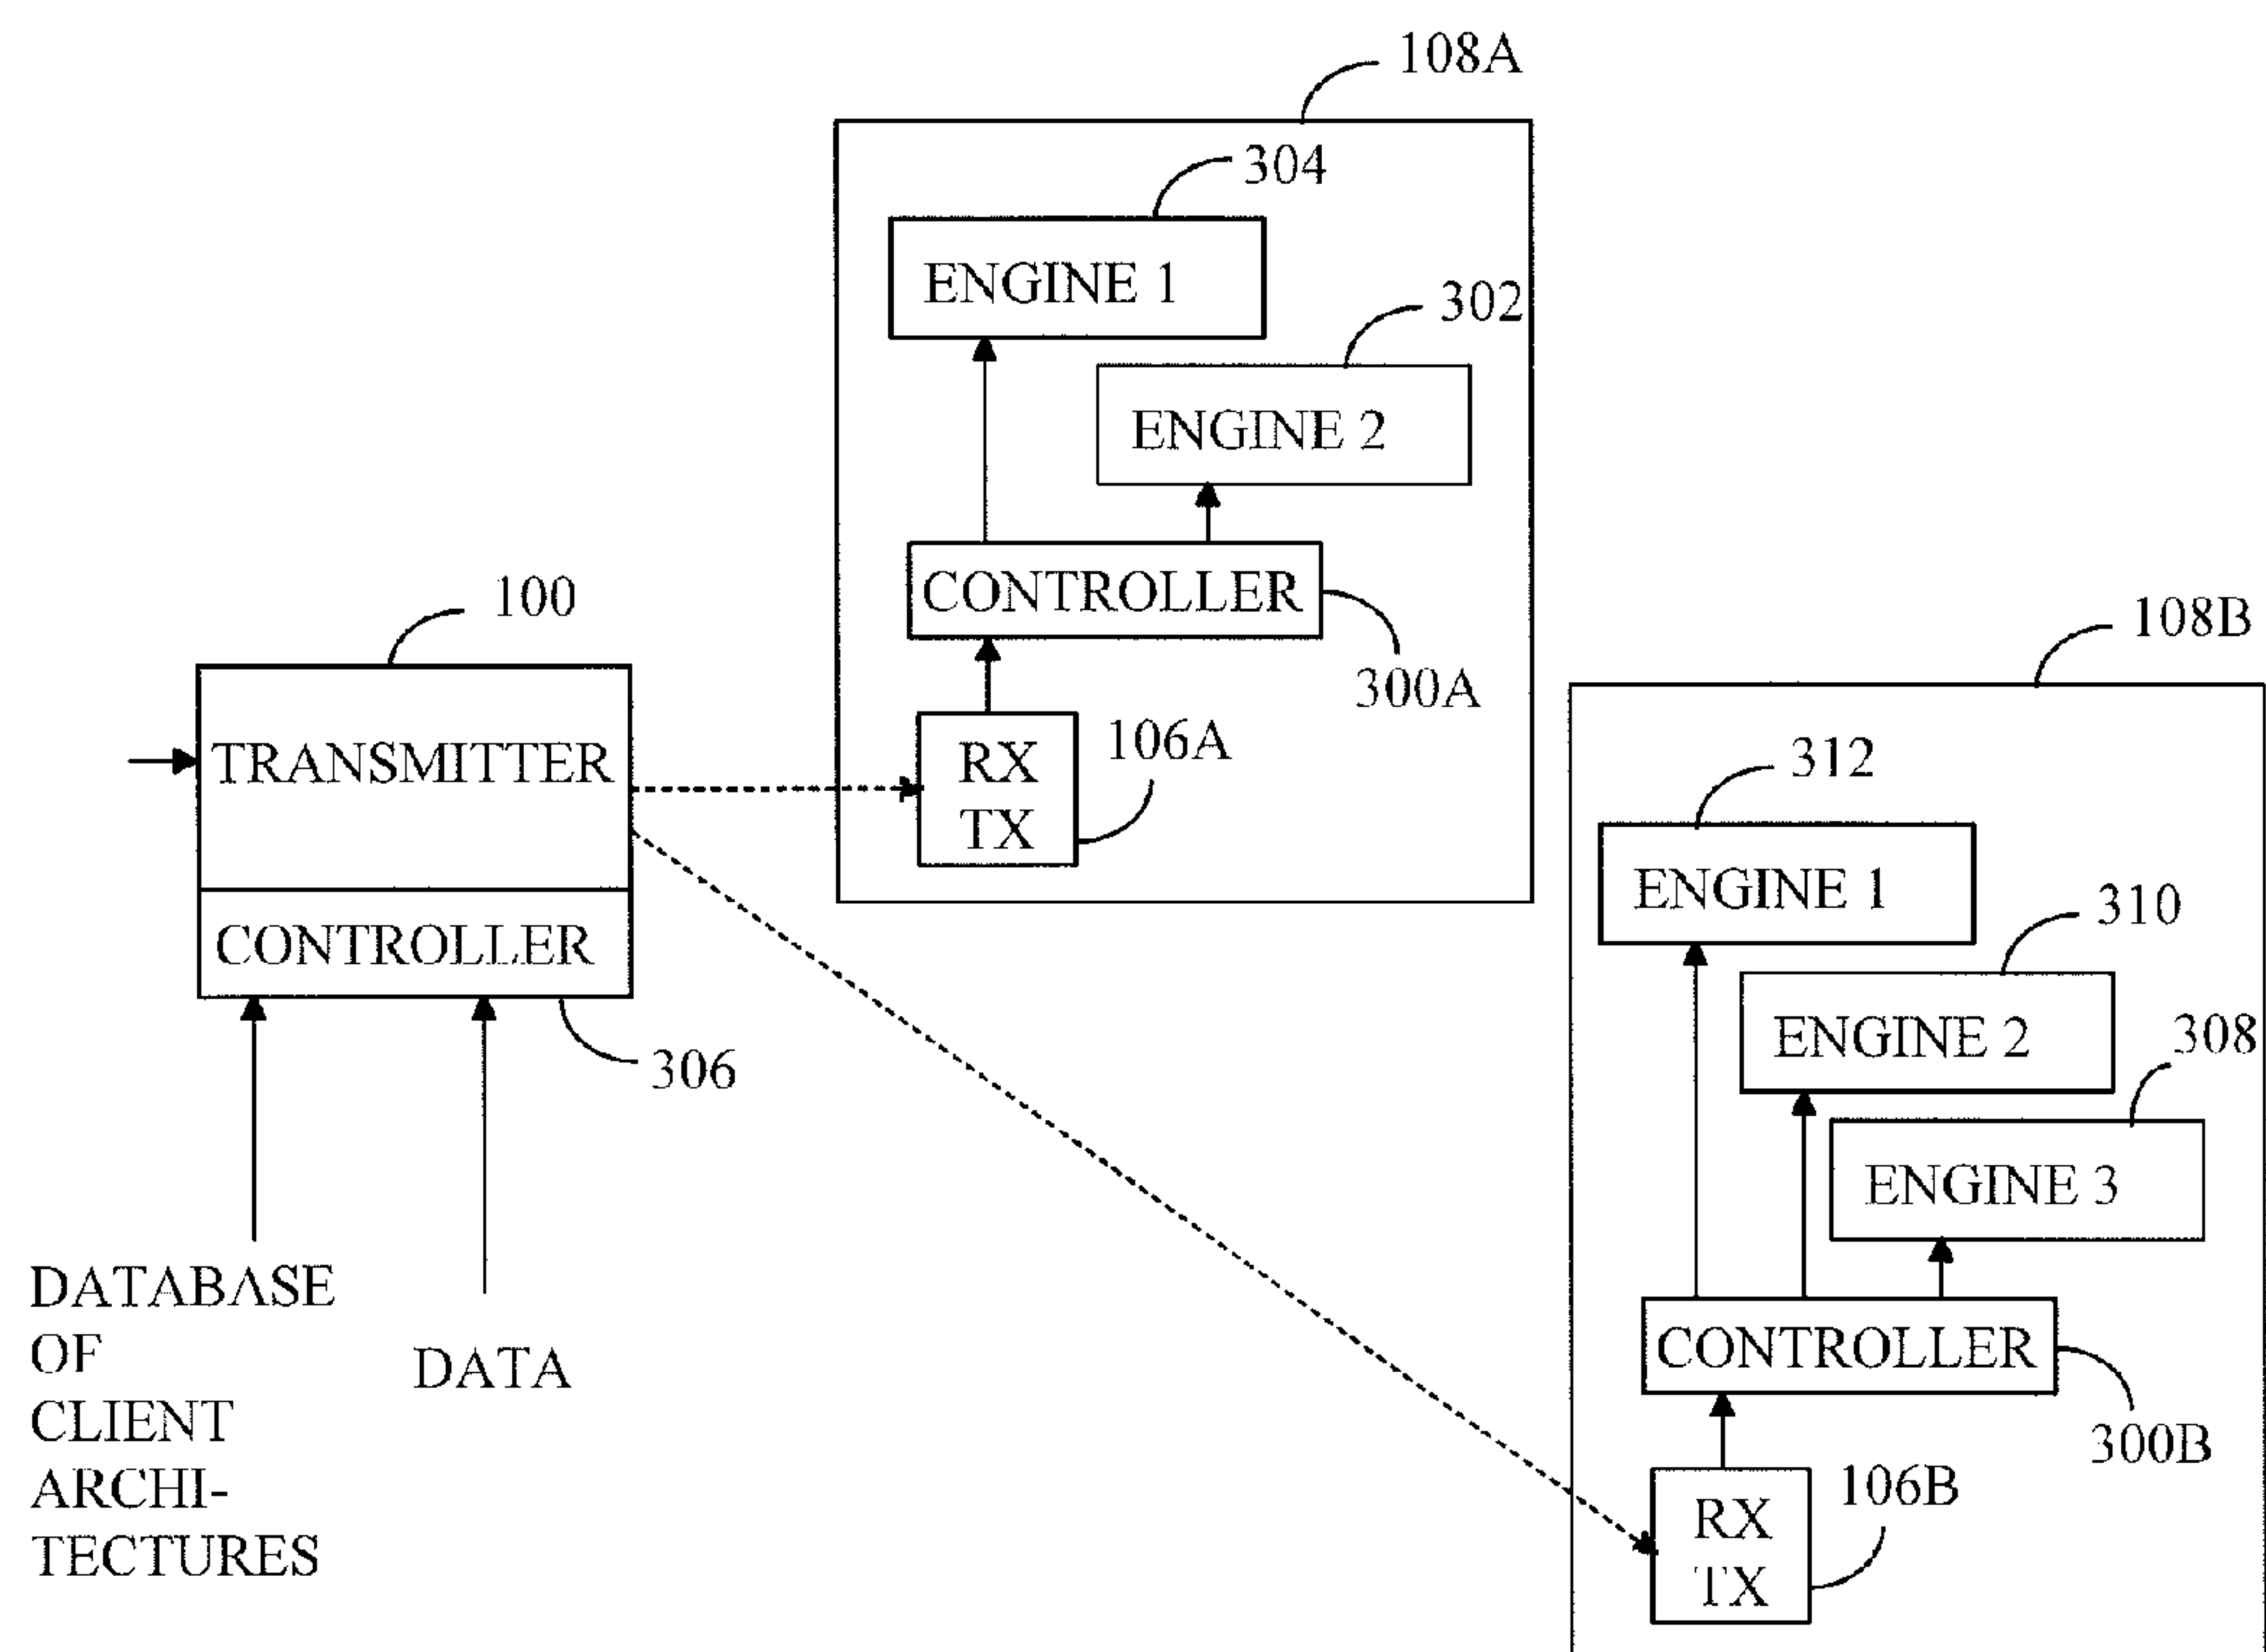 108A
304
ENGINE 1
302
ENGINE 2
CONTROLLER
300A
RX
TX
106A
100
TRANSMITTER
CONTROLLER
306
DATABASE
OF
CLIENT
ARCHI-
TECTURES
DATA
108B
312
ENGINE 1
310
ENGINE 2
308
ENGINE 3
CONTROLLER
300B
RX
TX
106B